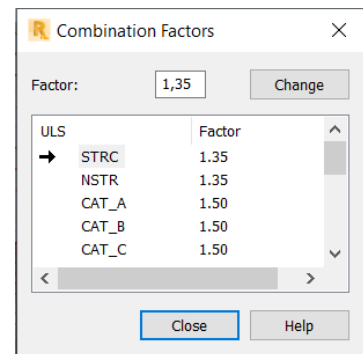 Combination Factors
Factor: 1,35 Change
ULS Factor
STRC 1.35
NSTR 1.35
CAT_A 1.50
CAT_B 1.50
CAT_C 1.50
Close Help